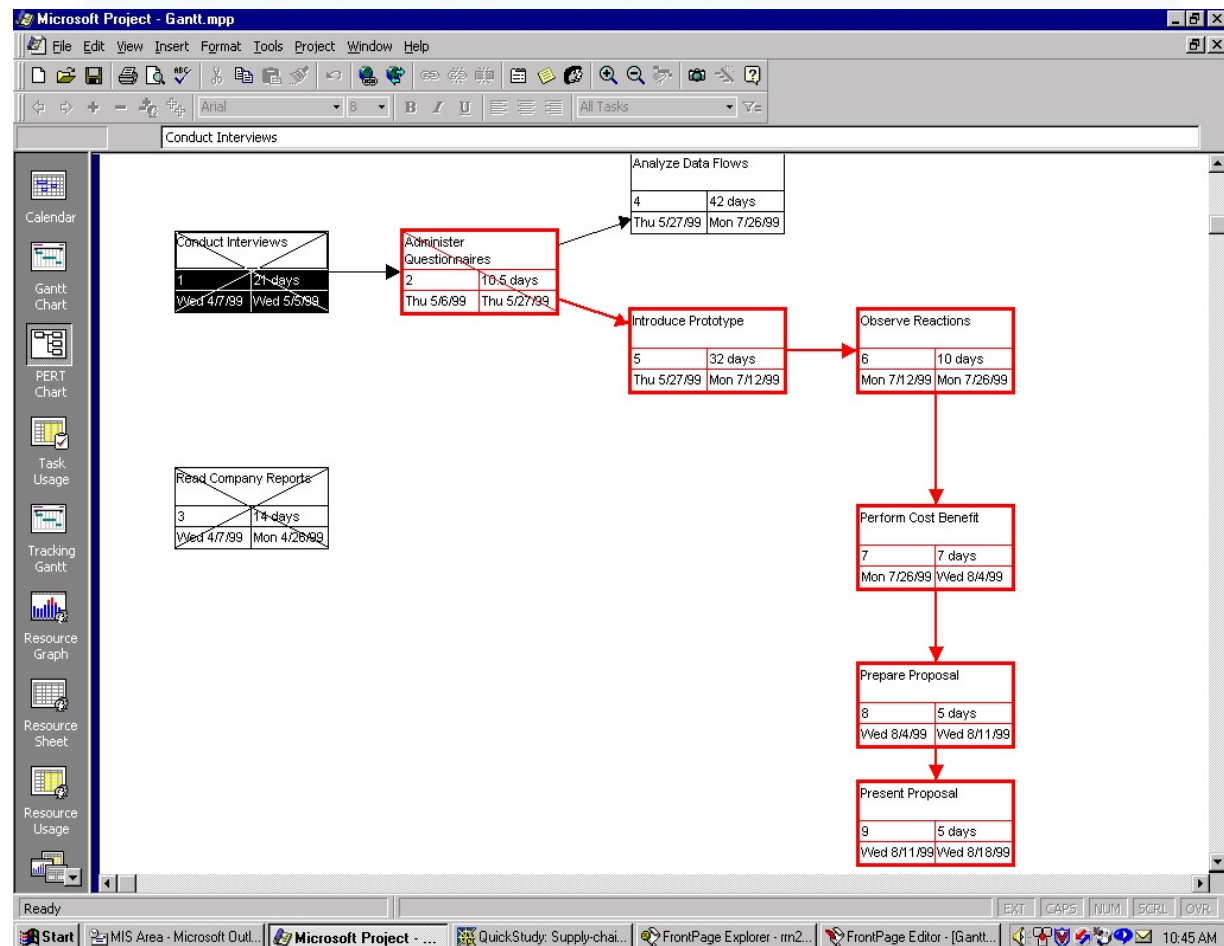 Microsoft Project - Gantt.mpp
File Edit View Insert Format Tools Project Window Help
ABC
Arial 8 B I U All Tasks
Conduct Interviews
Calendar
Gantt
Chart
PERT
Chart
Task
Usage
Tracking
Gantt
Resource
Graph
Resource
Sheet
Resource
Usage
Analyze Data Flows
4 42 days
Thu 5/27/99 Mon 7/26/99
Conduct Interviews
1 21 days
Wed 4/7/99 Wed 5/5/99
Administer
Questionnaires
2 10.5 days
Thu 5/6/99 Thu 5/27/99
Introduce Prototype
5 32 days
Thu 5/27/99 Mon 7/12/99
Observe Reactions
6 10 days
Mon 7/12/99 Mon 7/26/99
Read Company Reports
3 14 days
Wed 4/7/99 Mon 4/26/99
Perform Cost Benefit
7 7 days
Mon 7/26/99 Wed 8/4/99
Prepare Proposal
8 5 days
Wed 8/4/99 Wed 8/11/99
Present Proposal
9 5 days
Wed 8/11/99 Wed 8/18/99
Ready EXT CAPS NUM SCRL OVR
Start MIS Area - Microsoft Outl... Microsoft Project - ... QuickStudy: Supply-chai... FrontPage Explorer - rrn2... FrontPage Editor - [Gantt... 10:45 AM